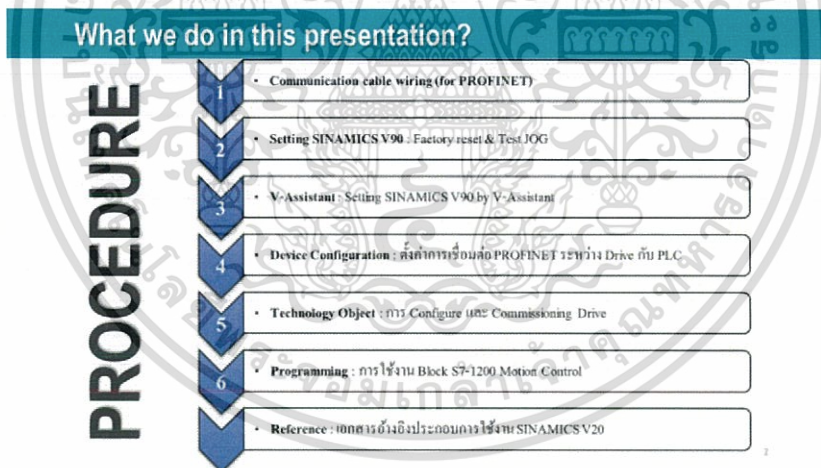 What we do in this presentation?
PROCEDURE
1
• Communication cable wiring (for PROFINET)
2
• Setting SINAMICS V90 : Factory reset & Test JOG
3
• V-Assistant : Setting SINAMICS V90 by V-Assistant
4
• Device Configuration : ตั้งค่าการเชื่อมต่อ PROFINET ระหว่าง Drive กับ PLC
5
• Technology Object : การ Configure และ Commissioning Drive
6
• Programming : การใช้งาน Block S7-1200 Motion Control
• Reference : เอกสารอ้างอิงประกอบการใช้งาน SINAMICS V20
2